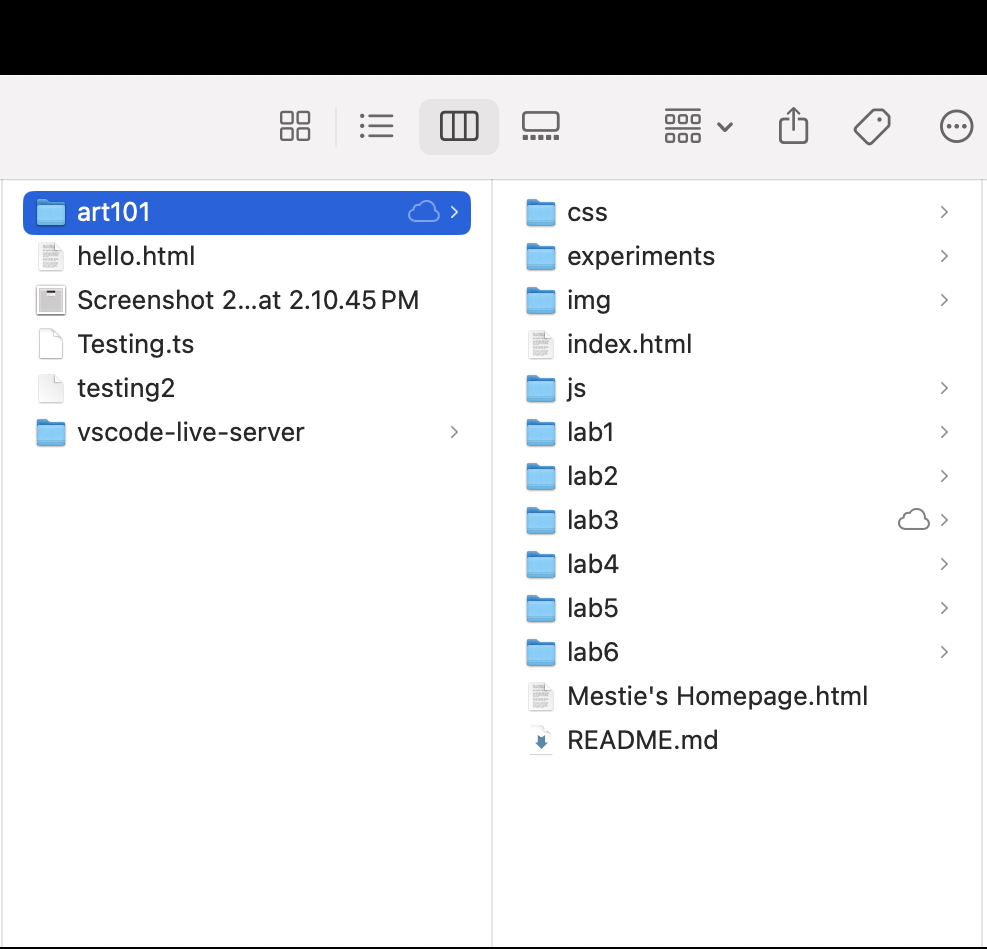 art101
hello.html
Screenshot 2...at 2.10.45 PM
Testing.ts
testing2
vscode-live-server
css
experiments
img
index.html
js
lab1
lab2
lab3
lab4
lab5
lab6
Mestie's Homepage.html
README.md